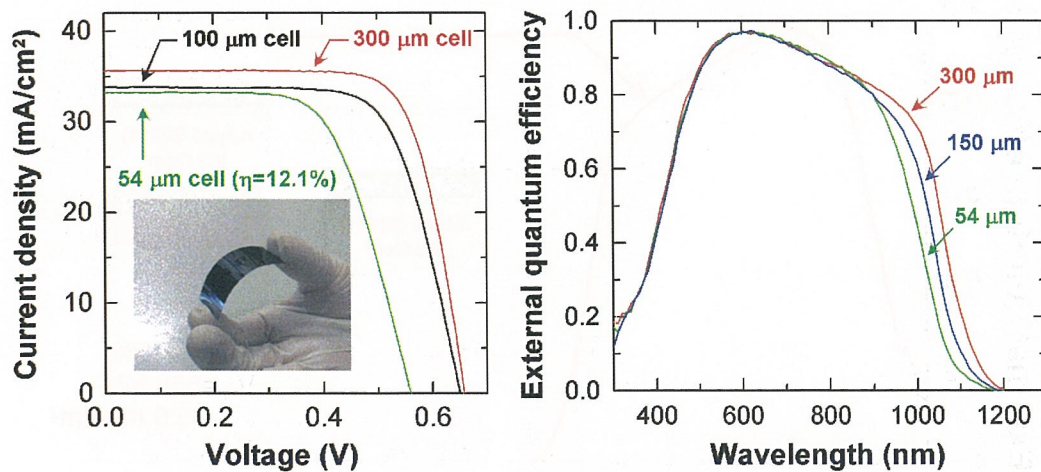 40
30
20
10
0
0.0
0.2
0.4
0.6
Current density (mA/cm²)
Voltage (V)
100 μm cell
300 μm cell
54 μm cell (η=12.1%)
1.0
0.8
0.6
0.4
0.2
0.0
400
600
800
1000
1200
External quantum efficiency
Wavelength (nm)
300 μm
150 μm
54 μm